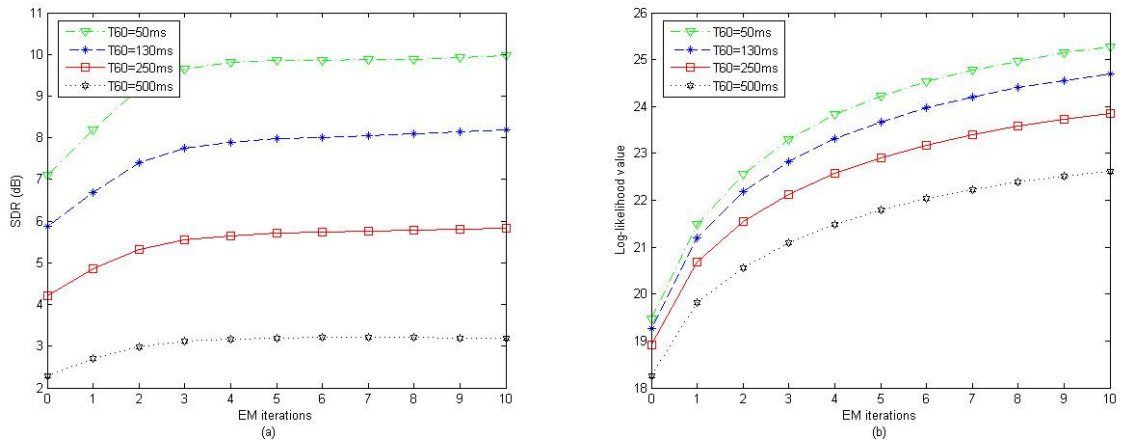 T60=50ms
T60=130ms
T60=250ms
T60=500ms
SDR (dB)
11
10
9
8
7
6
5
4
3
2
0 1 2 3 4 5 6 7 8 9 10
EM iterations
(a)
T60=50ms
T60=130ms
T60=250ms
T60=500ms
Log-likelihood value
26
25
24
23
22
21
20
19
18
0 1 2 3 4 5 6 7 8 9 10
EM iterations
(b)